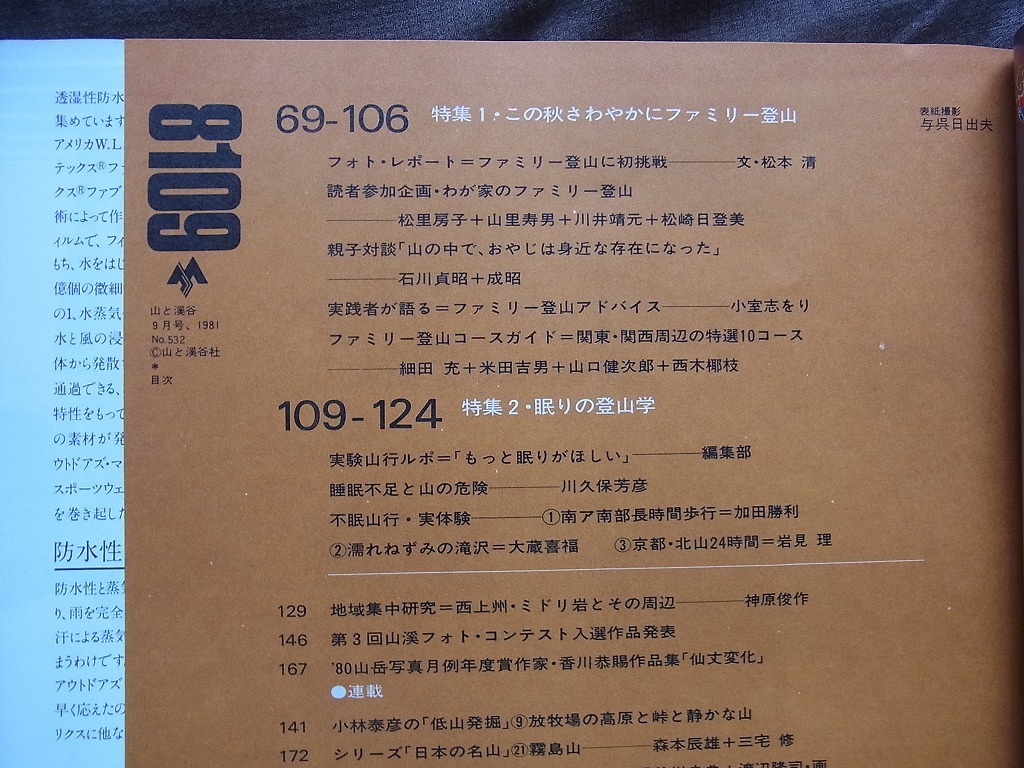 透湿性防水
集めています
アメリカW.L
テックス®フ
クス®ファブ
術によって作
ィルムで、フィ
もち、水をはじ
億個の微細
の1、水蒸気
水と風の浸
体から発散
通過できる、
特性をもって
の素材が発
ウトドアズ・マ
スポーツウェ
を巻き起した
防水性
防水性と蒸気
り、雨を完全
汗による蒸気
まうわけです
アウトドアズ
早く応えたの
リクスに他な
8109
山と溪谷
9月号、1981
No.532
©山と溪谷社
*
目次
69-106 特集1・この秋さわやかにファミリー登山
表紙撮影
与呉日出夫
フォト・レポート=ファミリー登山に初挑戦――――文・松本 清
読者参加企画・わが家のファミリー登山
――――松里房子+山里寿男+川井靖元+松崎日登美
親子対談「山の中で、おやじは身近な存在になった」
――――石川貞昭+成昭
実践者が語る=ファミリー登山アドバイス――――小室志をり
ファミリー登山コースガイド=関東・関西周辺の特選10コース
――――細田 充+米田吉男+山口健次郎+西木椰枝
109-124 特集2・眠りの登山学
実験山行ルポ=「もっと眠りがほしい」――――編集部
睡眠不足と山の危険――――川久保芳彦
不眠山行・実体験――――①南ア南部長時間歩行=加田勝利
②濡れねずみの滝沢=大蔵喜福 ③京都・北山24時間=岩見 理
129 地域集中研究=西上州・ミドリ岩とその周辺――――神原俊作
146 第3回山溪フォト・コンテスト入選作品発表
167 '80山岳写真月例年度賞作家・香川恭賜作品集「仙丈変化」
●連載
141 小林泰彦の「低山発掘」⑨放牧場の高原と峠と静かな山
172 シリーズ「日本の名山」㉑霧島山――――森本辰雄+三宅 修